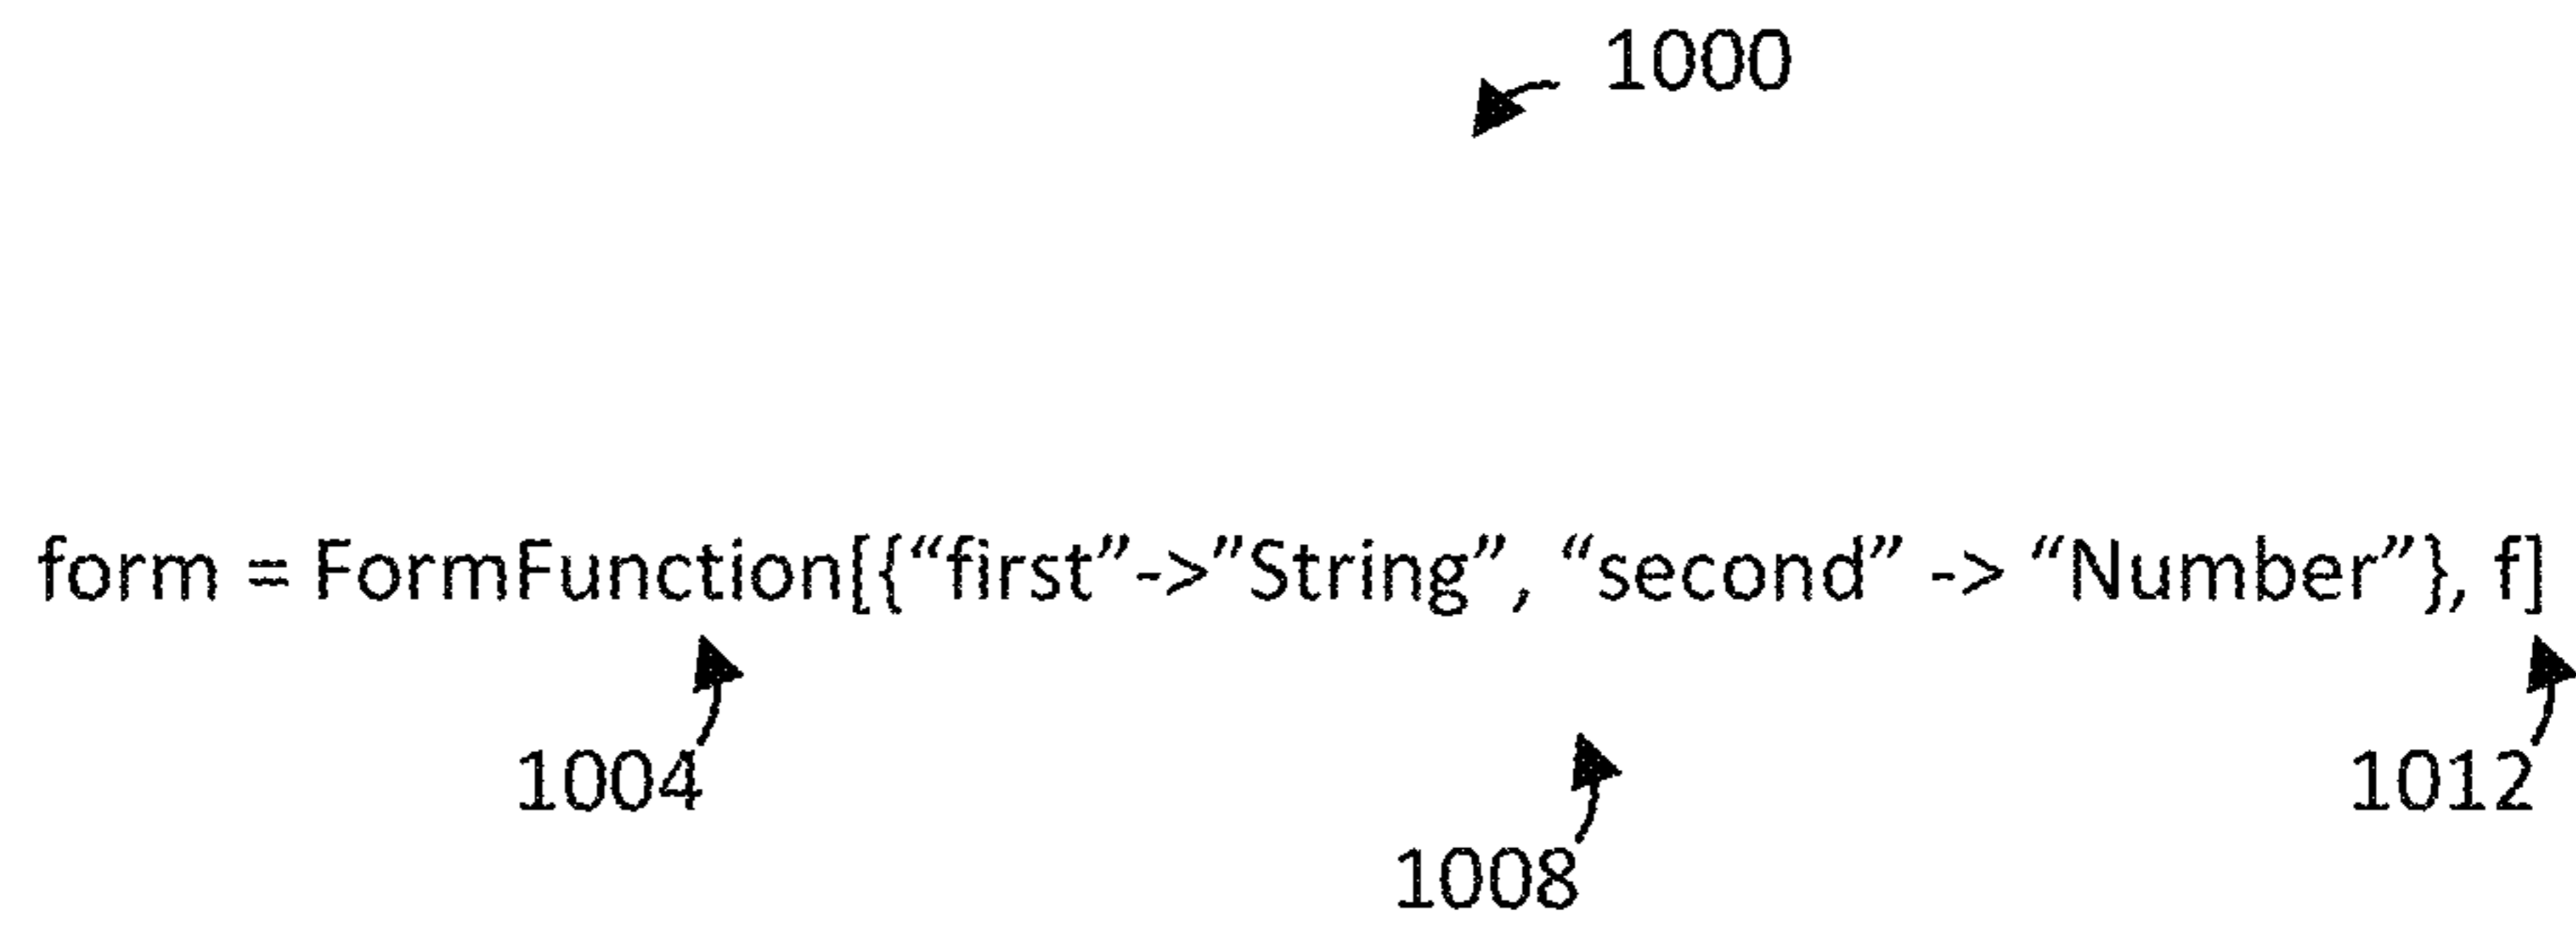 1000
form = FormFunction[{“first”->”String”, “second” -> “Number”}, f]
1004
1012
1008